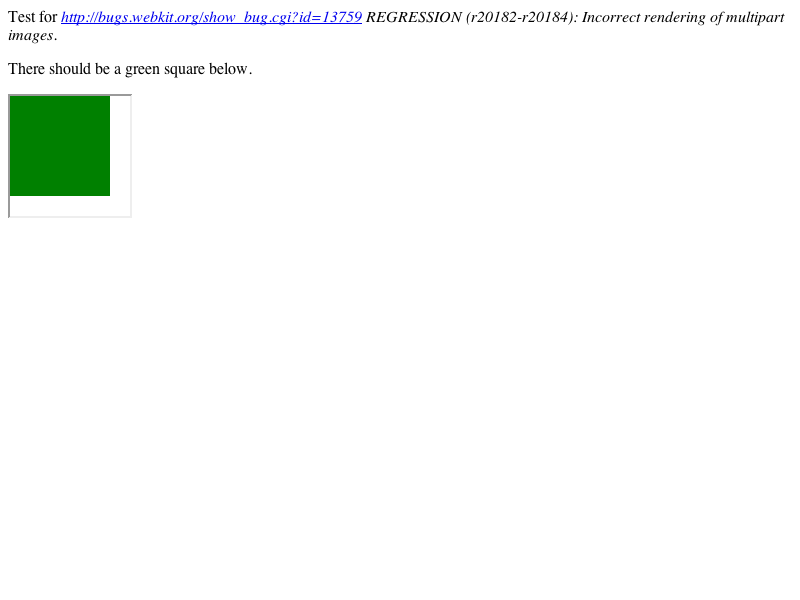 Test for http://bugs.webkit.org/show_bug.cgi?id=13759 REGRESSION (r20182-r20184): Incorrect rendering of multipart
images.
There should be a green square below.